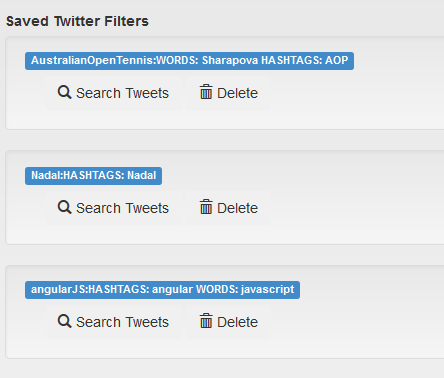 Saved Twitter Filters
AustralianOpenTennis:WORDS: Sharapova HASHTAGS: AOP
Search Tweets Delete
Nadal:HASHTAGS: Nadal
Search Tweets Delete
angularJS:HASHTAGS: angular WORDS: javascript
Search Tweets Delete